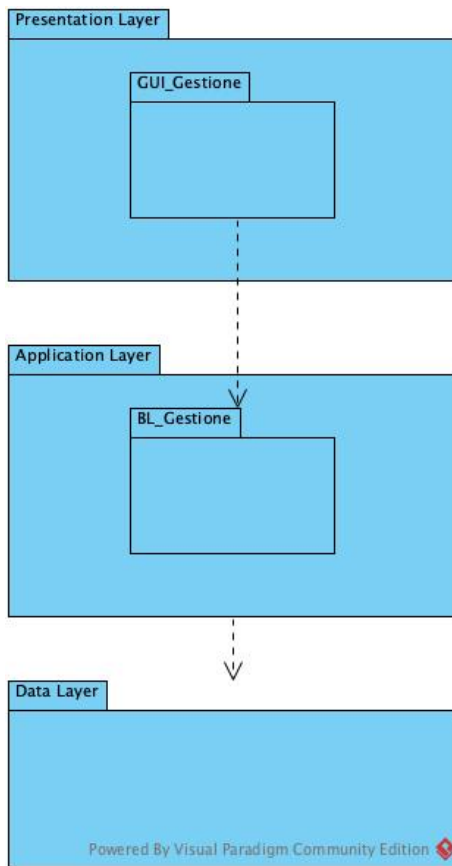 Presentation Layer
GUI_Gestione
Application Layer
BL_Gestione
Data Layer
Powered By Visual Paradigm Community Edition